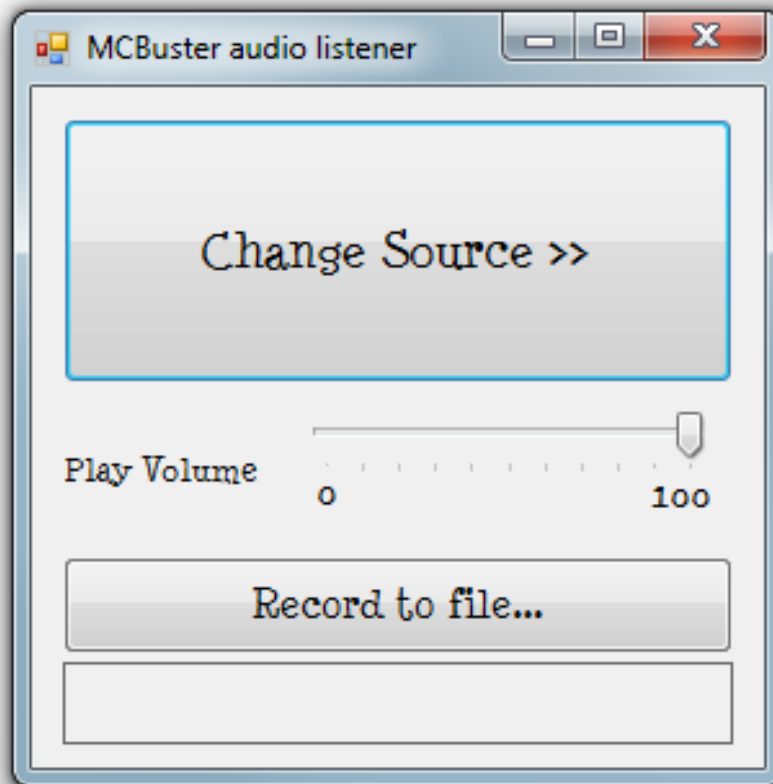 MCBuster audio listener
Change Source >>
Play Volume
0 100
Record to file...